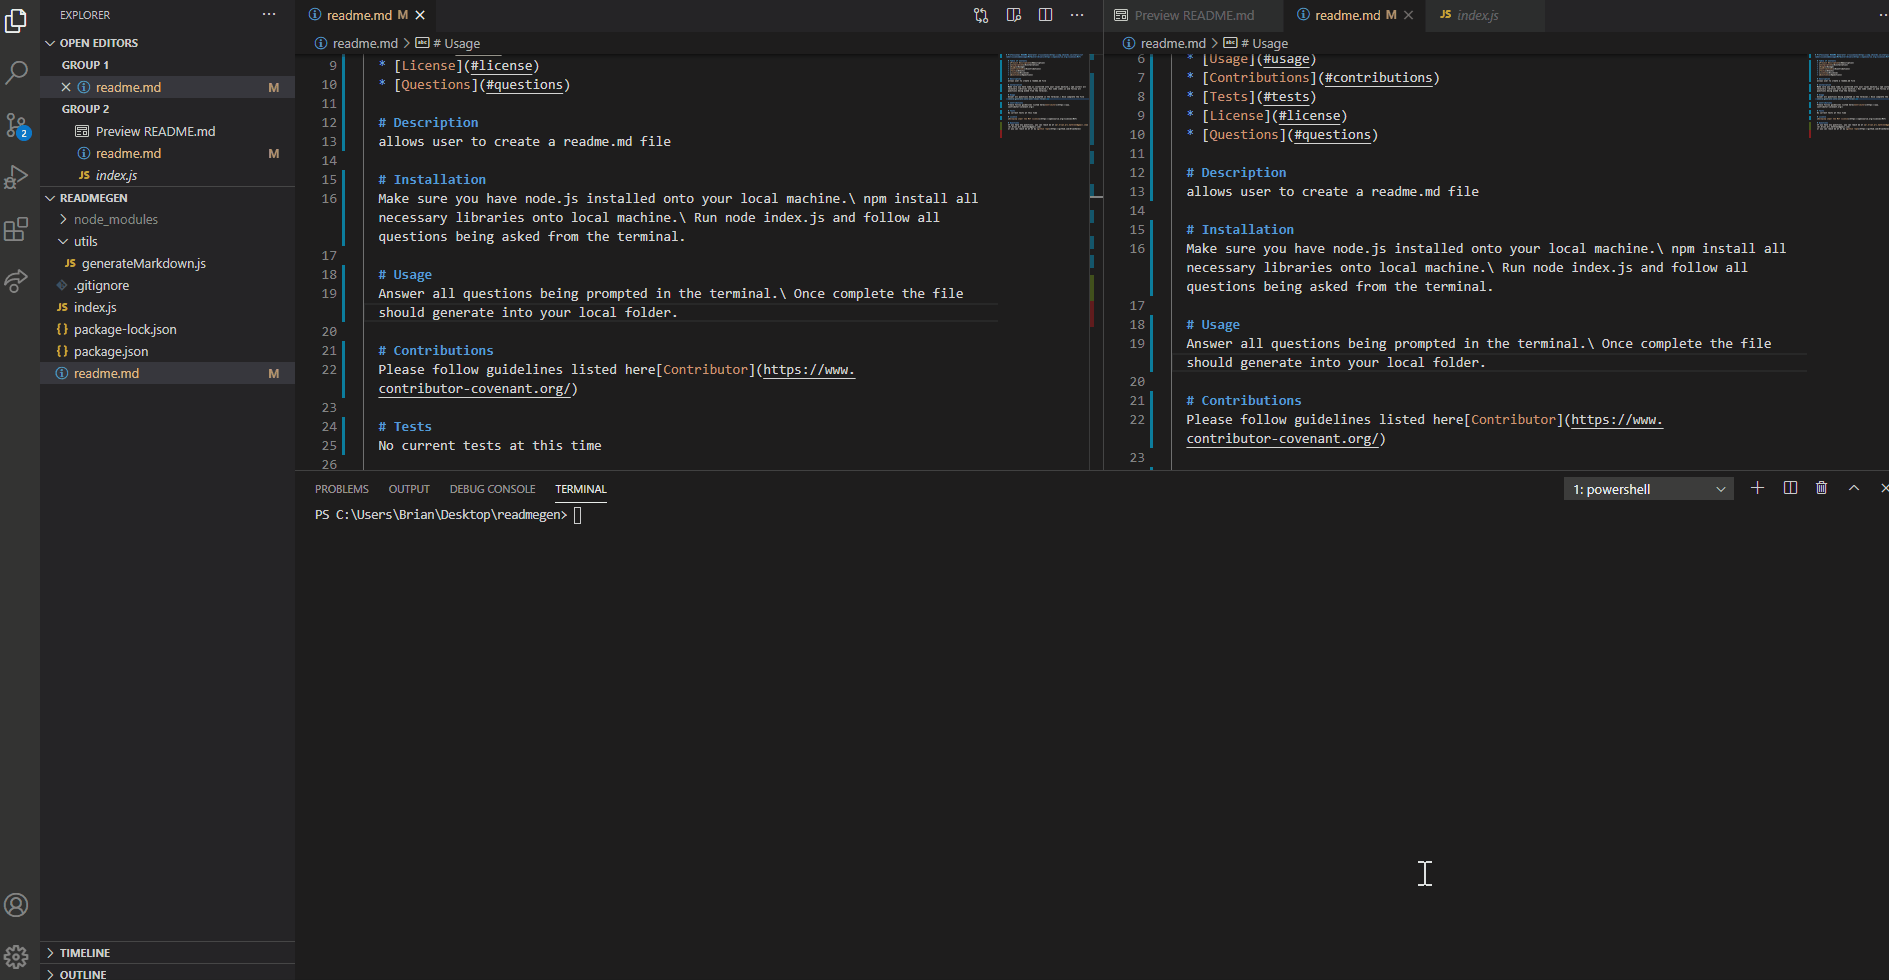 EXPLORER
OPEN EDITORS
GROUP 1
readme.md M
GROUP 2
Preview README.md
readme.md M
JS index.js
READMEGEN
node_modules
utils
JS generateMarkdown.js
.gitignore
JS index.js
{} package-lock.json
{} package.json
readme.md M
TIMELINE
OUTLINE
2
readme.md M
readme.md > # Usage
9 * [License](#license)
10 * [Questions](#questions)
11
12 # Description
13 allows user to create a readme.md file
14
15 # Installation
16 Make sure you have node.js installed onto your local machine.\ npm install all
necessary libraries onto local machine.\ Run node index.js and follow all
questions being asked from the terminal.
17
18 # Usage
19 Answer all questions being prompted in the terminal.\ Once complete the file
should generate into your local folder.
20
21 # Contributions
22 Please follow guidelines listed here[Contributor](https://www.
contributor-covenant.org/)
23
24 # Tests
25 No current tests at this time
26
Preview README.md
readme.md M
JS index.js
readme.md > # Usage
6 * [Usage](#usage)
7 * [Contributions](#contributions)
8 * [Tests](#tests)
9 * [License](#license)
10 * [Questions](#questions)
11
12 # Description
13 allows user to create a readme.md file
14
15 # Installation
16 Make sure you have node.js installed onto your local machine.\ npm install all
necessary libraries onto local machine.\ Run node index.js and follow all
questions being asked from the terminal.
17
18 # Usage
19 Answer all questions being prompted in the terminal.\ Once complete the file
should generate into your local folder.
20
21 # Contributions
22 Please follow guidelines listed here[Contributor](https://www.
contributor-covenant.org/)
23
PROBLEMS OUTPUT DEBUG CONSOLE TERMINAL
1: powershell
PS C:\Users\Brian\Desktop\readmegen>